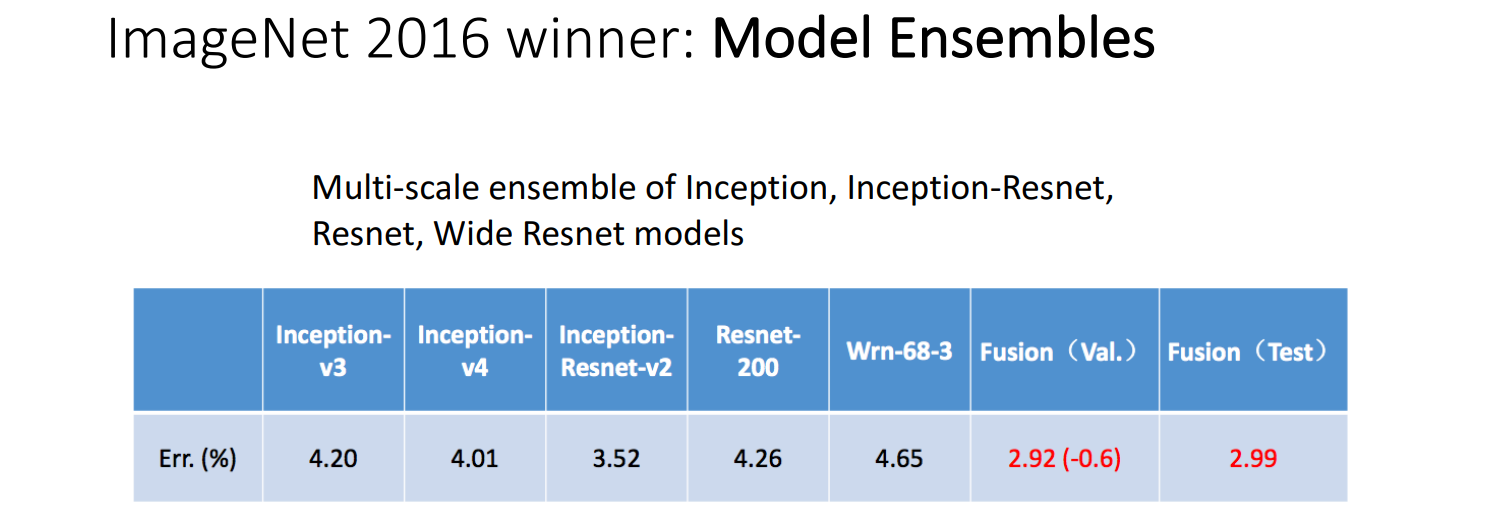 ImageNet 2016 winner: Model Ensembles
Multi-scale ensemble of Inception, Inception-Resnet,
Resnet, Wide Resnet models
Inception-v3 Inception-v4 Inception-Resnet-v2 Resnet-200 Wrn-68-3 Fusion（Val.） Fusion（Test）
Err. (%) 4.20 4.01 3.52 4.26 4.65 2.92 (-0.6) 2.99